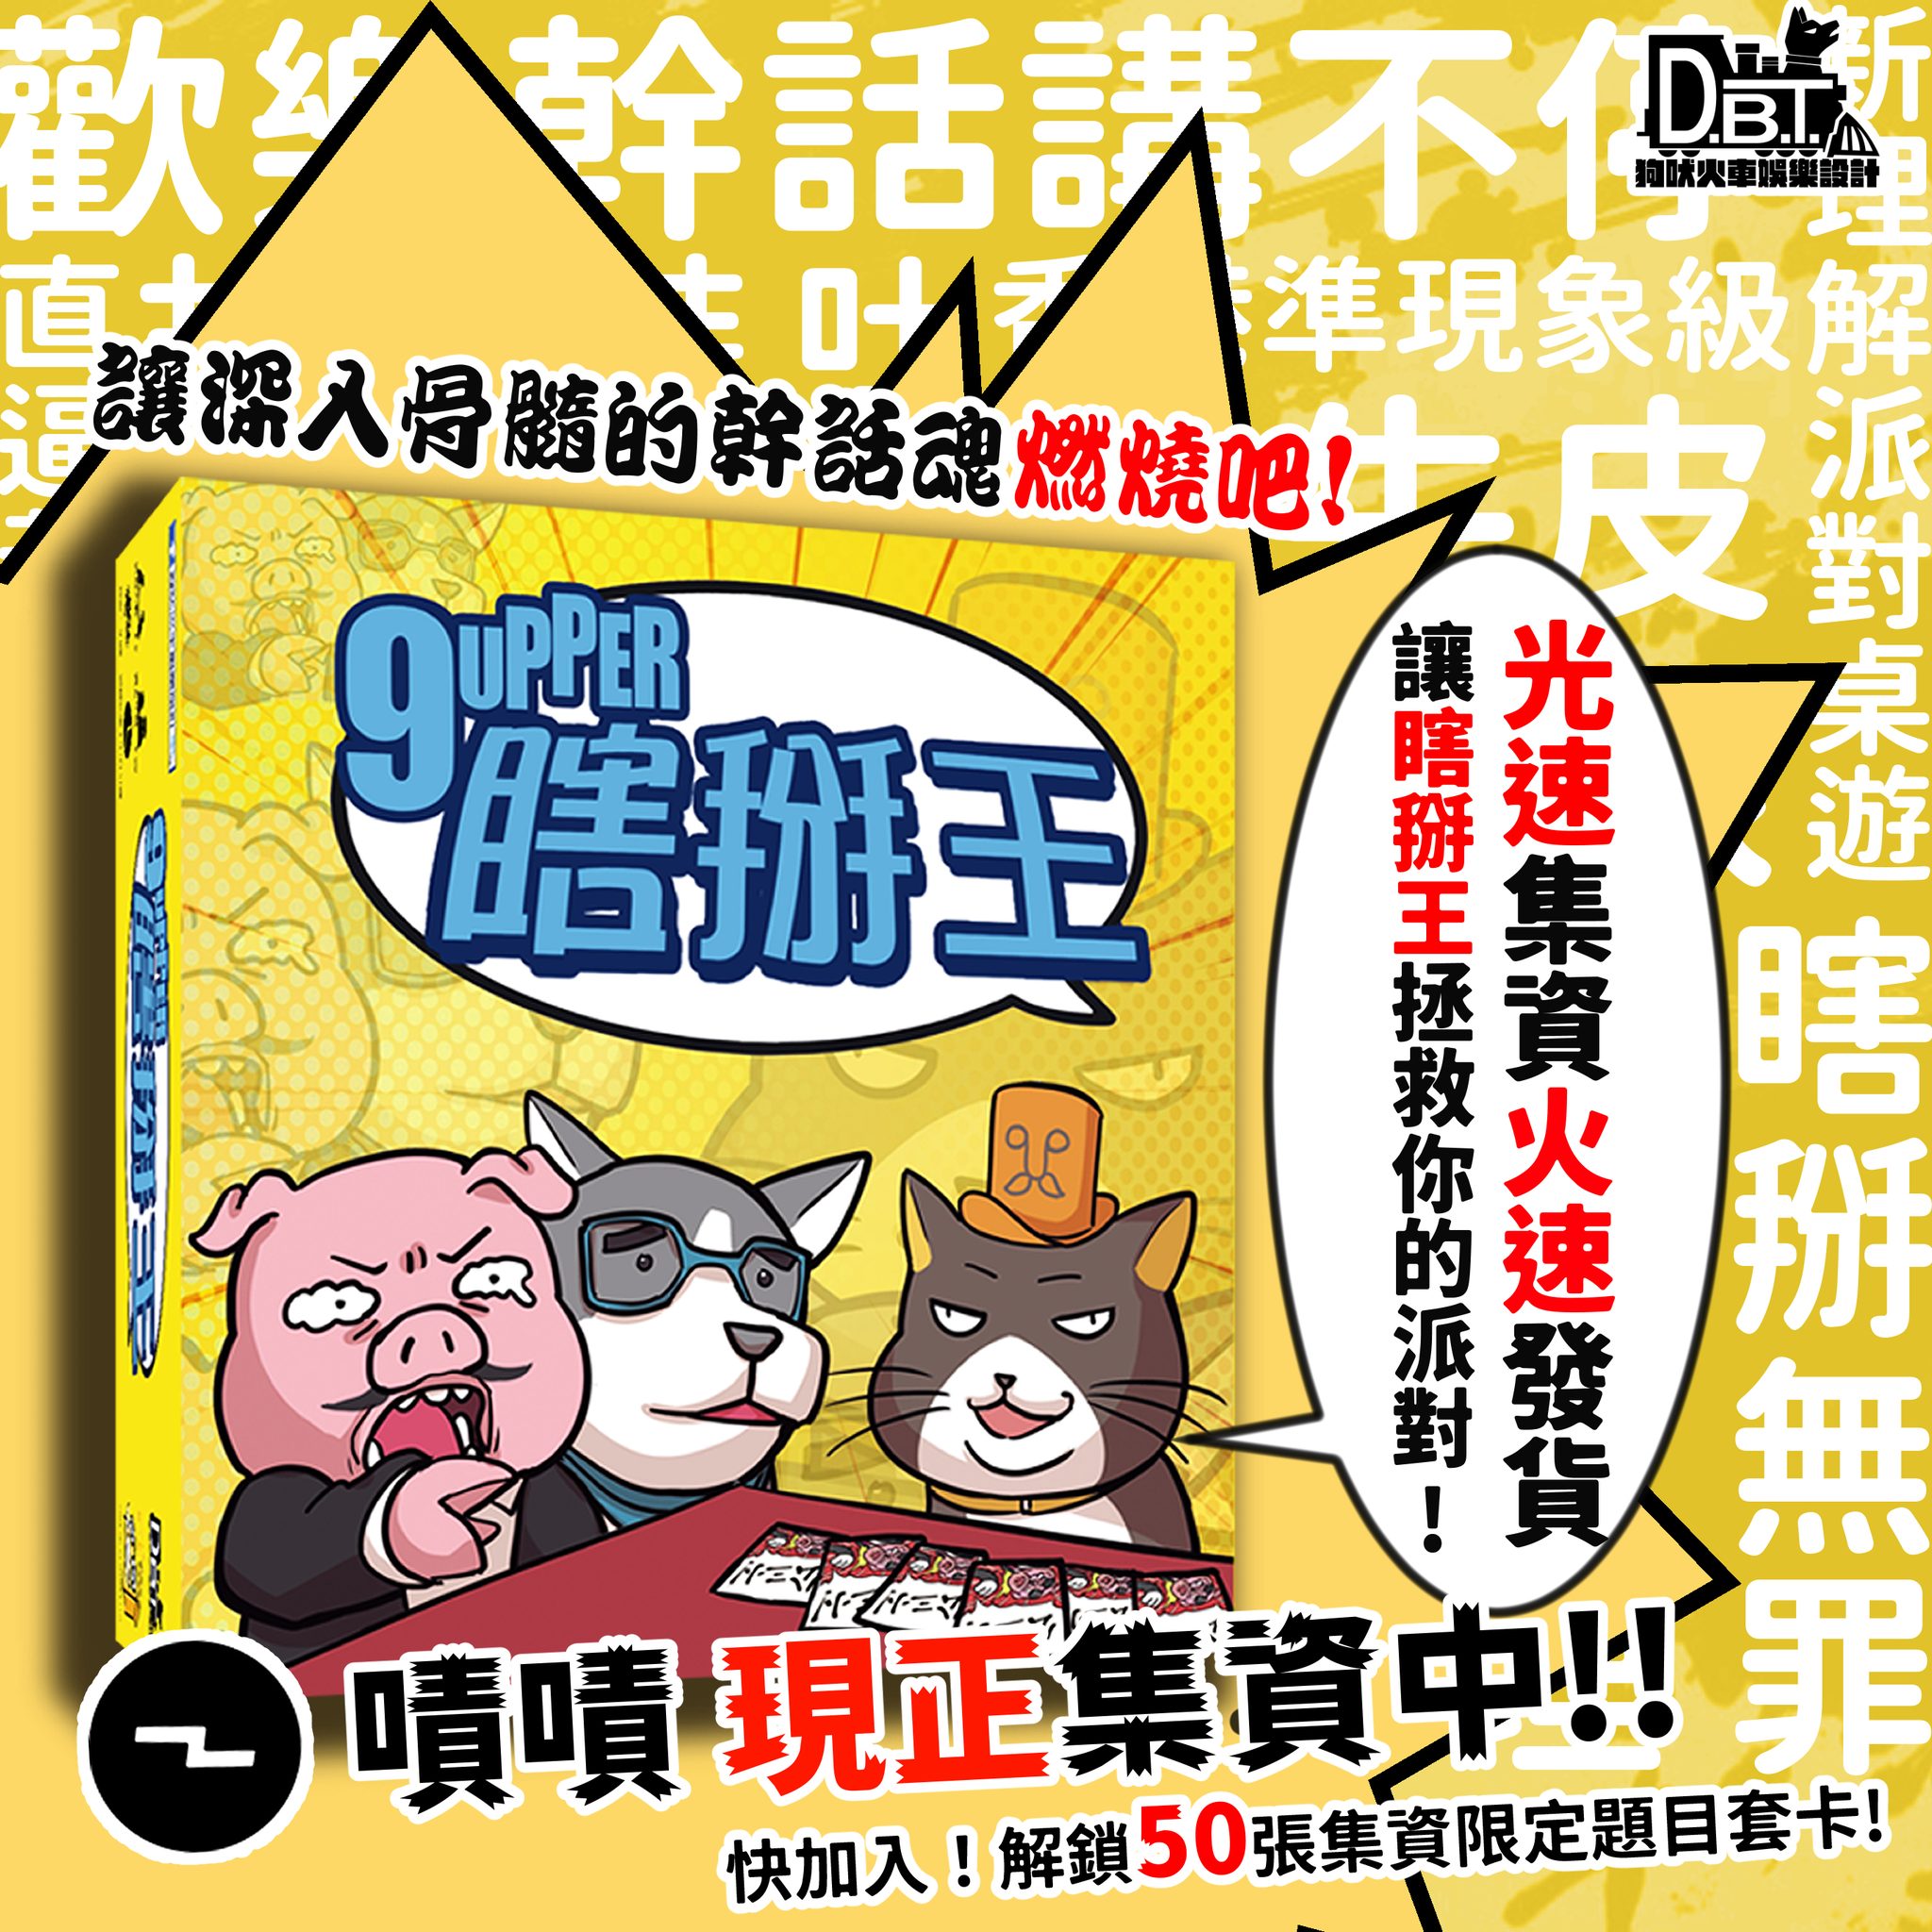 歡樂幹話講不停
D.B.T.
狗吠火車娛樂設計
準現象級
新理解派對桌遊
讓深入骨髓的幹話魂燃燒吧!
皮
瞎掰無罪
9UPPER
瞎掰王
光速集資火速發貨
讓瞎掰王拯救你的派對！
嘖嘖 現正集資中!!
快加入！解鎖50張集資限定題目套卡!